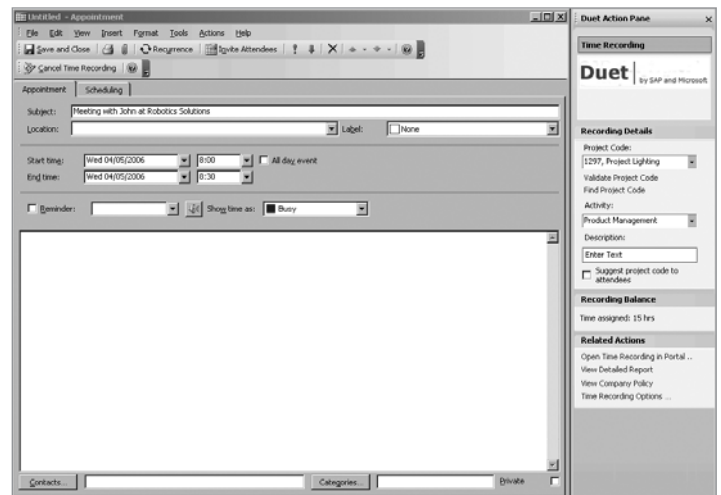 Untitled - Appointment
File Edit View Insert Format Tools Actions Help
Save and Close Recurrence Invite Attendees
Cancel Time Recording
Appointment Scheduling
Subject: Meeting with John at Robotics Solutions
Location: Label: None
Start time: Wed 04/05/2006 8:00 All day event
End time: Wed 04/05/2006 8:30
Reminder: Show time as: Busy
Contacts... Categories... Private
Duet Action Pane
Time Recording
Duet by SAP and Microsoft
Recording Details
Project Code:
1297, Project Lighting
Validate Project Code
Find Project Code
Activity:
Product Management
Description:
Enter Text
Suggest project code to
attendees
Recording Balance
Time assigned: 15 hrs
Related Actions
Open Time Recording in Portal ..
View Detailed Report
View Company Policy
Time Recording Options ...